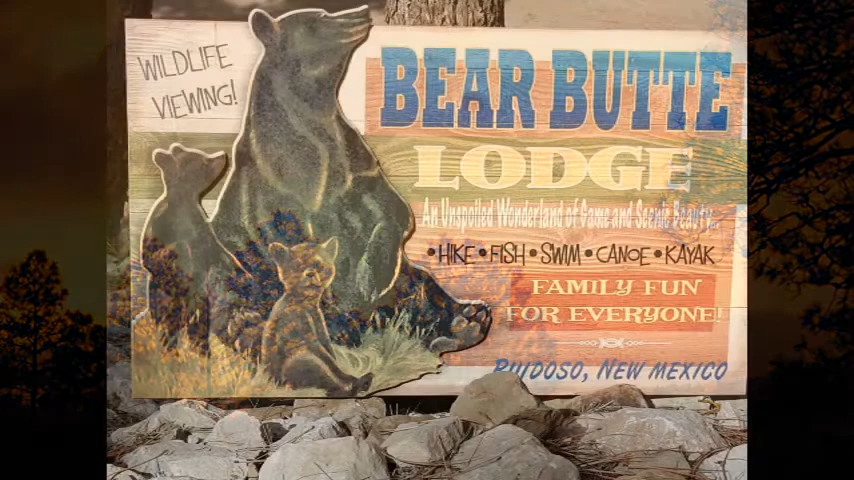 WILDLIFE
VIEWING!
BEAR BUTTE
LODGE
An Unspoiled Wonderland of Game and Scenic Beauty...
• HIKE • FISH • SWIM • CANOE • KAYAK
FAMILY FUN
FOR EVERYONE!
RUIDOSO, NEW MEXICO